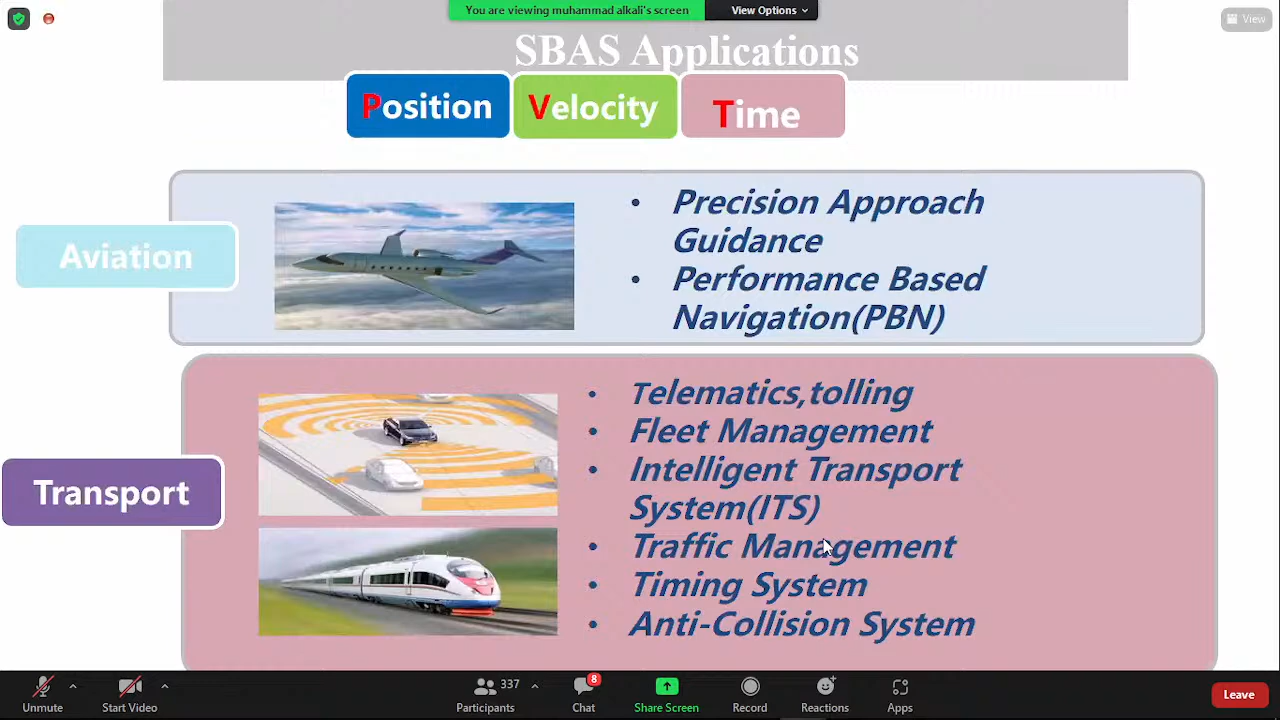 You are viewing muhammad alkali's screen
View Options
View
SBAS Applications
Position
Velocity
Time
Aviation
• Precision Approach
Guidance
• Performance Based
Navigation(PBN)
Transport
• Telematics,tolling
• Fleet Management
• Intelligent Transport
System(ITS)
• Traffic Management
• Timing System
• Anti-Collision System
Unmute
Start Video
337
Participants
8
Chat
Share Screen
Record
Reactions
Apps
Leave